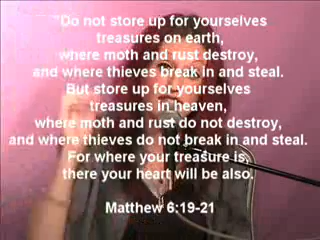 "Do not store up for yourselves
treasures on earth,
where moth and rust destroy,
and where thieves break in and steal.
But store up for yourselves
treasures in heaven,
where moth and rust do not destroy,
and where thieves do not break in and steal.
For where your treasure is,
there your heart will be also.
Matthew 6:19-21